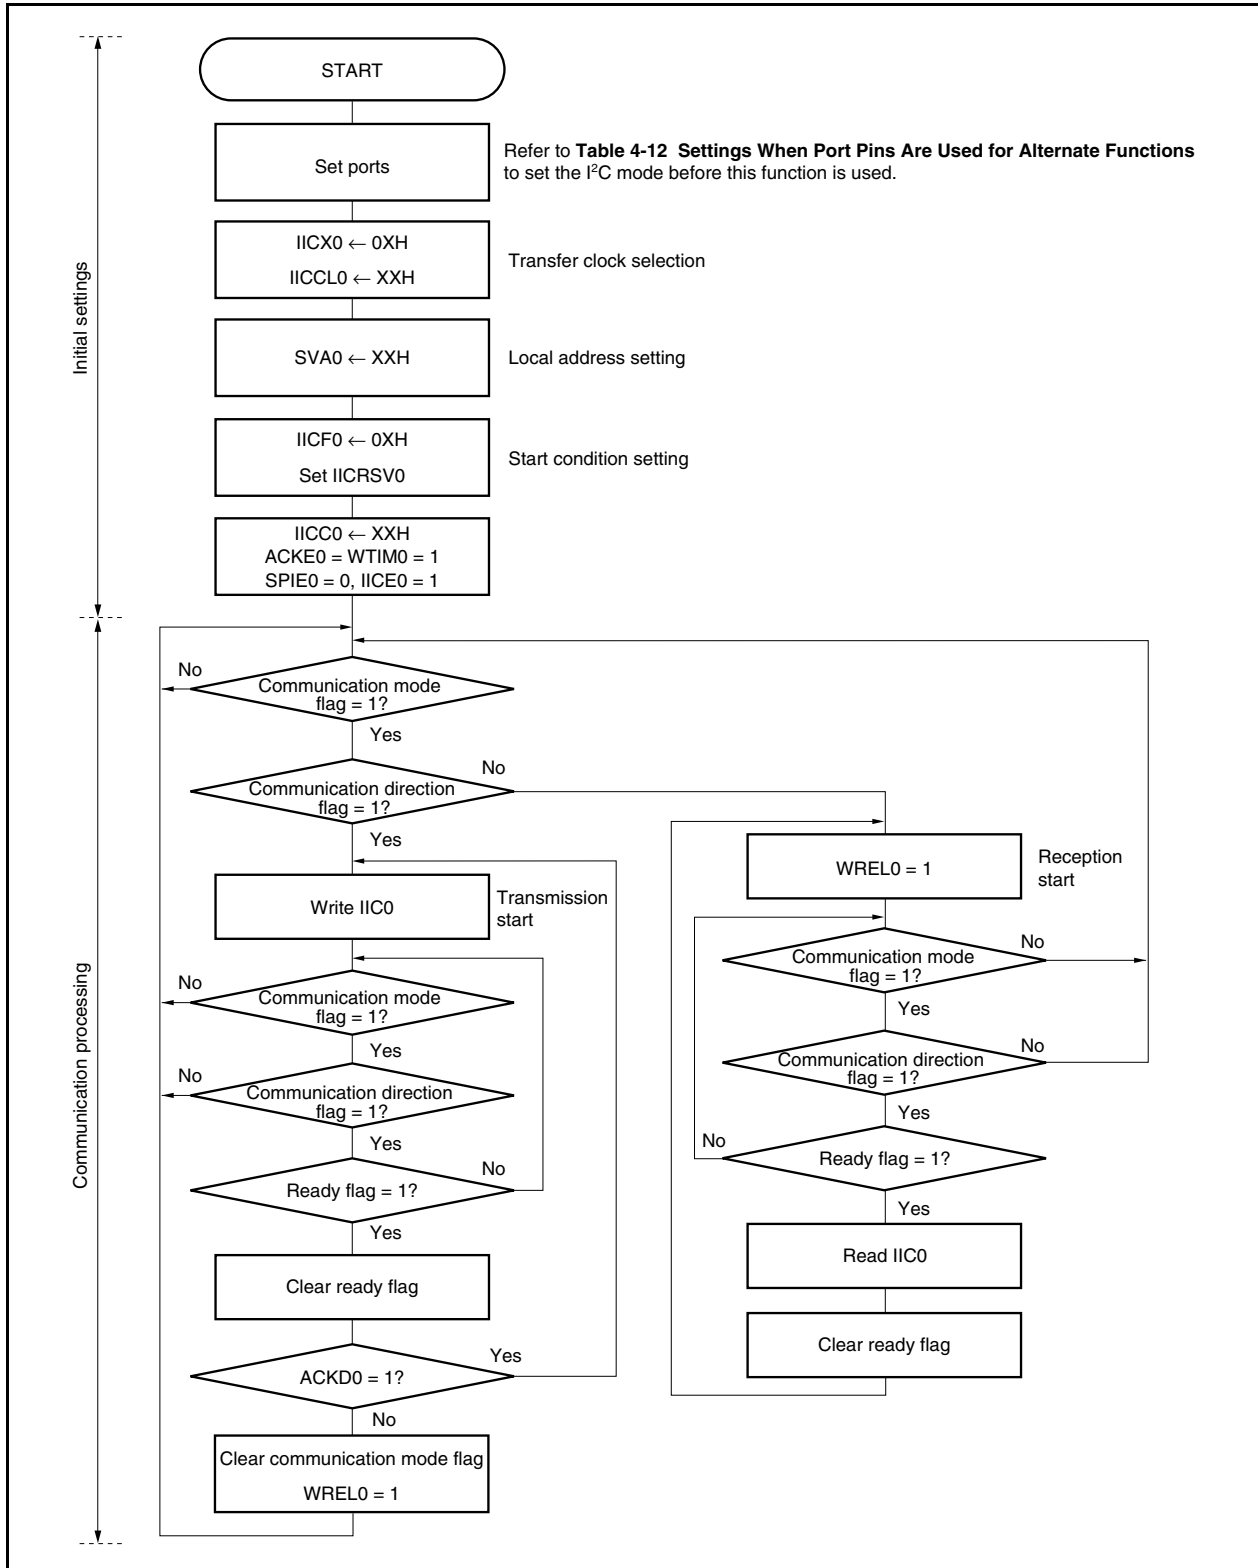 START
Set ports
Refer to Table 4-12 Settings When Port Pins Are Used for Alternate Functions
to set the I²C mode before this function is used.
IICX0 ← 0XH
IICCL0 ← XXH
Transfer clock selection
Initial settings
SVA0 ← XXH
Local address setting
IICF0 ← 0XH
Set IICRSV0
Start condition setting
IICC0 ← XXH
ACKE0 = WTIM0 = 1
SPIE0 = 0, IICE0 = 1
No
Communication mode
flag = 1?
Yes
No
Communication direction
flag = 1?
Yes
Write IIC0
Transmission
start
Communication processing
No
Communication mode
flag = 1?
Yes
No
Communication direction
flag = 1?
Yes
No
Ready flag = 1?
Yes
Clear ready flag
Yes
ACKD0 = 1?
No
Clear communication mode flag
WREL0 = 1
WREL0 = 1
Reception
start
No
Communication mode
flag = 1?
Yes
No
Communication direction
flag = 1?
Yes
No
Ready flag = 1?
Yes
Read IIC0
Clear ready flag